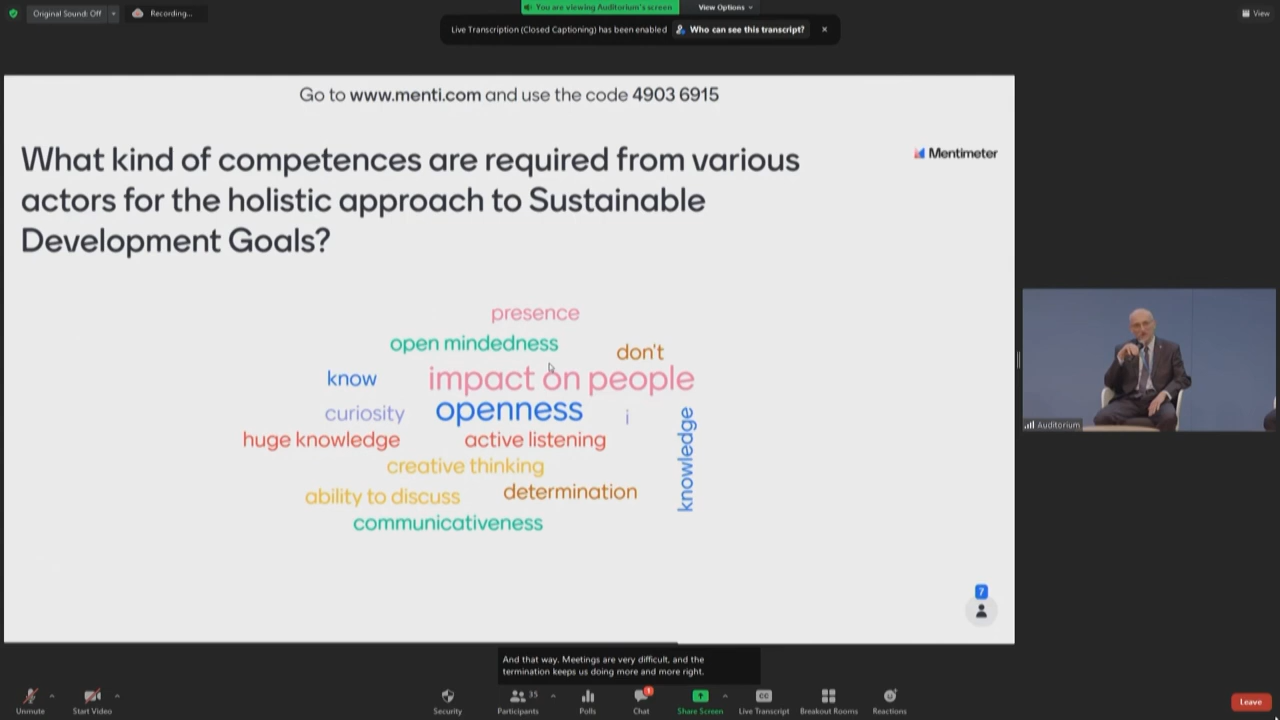 Original Sound: Off
Recording...
You are viewing Auditorium's screen
View Options
View
Live Transcription (Closed Captioning) has been enabled
Who can see this transcript?
Go to www.menti.com and use the code 4903 6915
Mentimeter
What kind of competences are required from various
actors for the holistic approach to Sustainable
Development Goals?
presence
open mindedness
don't
know
impact on people
curiosity
openness
i
huge knowledge
active listening
knowledge
creative thinking
ability to discuss
determination
communicativeness
7
Auditorium
And that way. Meetings are very difficult, and the
termination keeps us doing more and more right.
Unmute
Start Video
Security
Participants
35
Polls
Chat
1
Share Screen
CC
Live Transcript
Breakout Rooms
Reactions
Leave